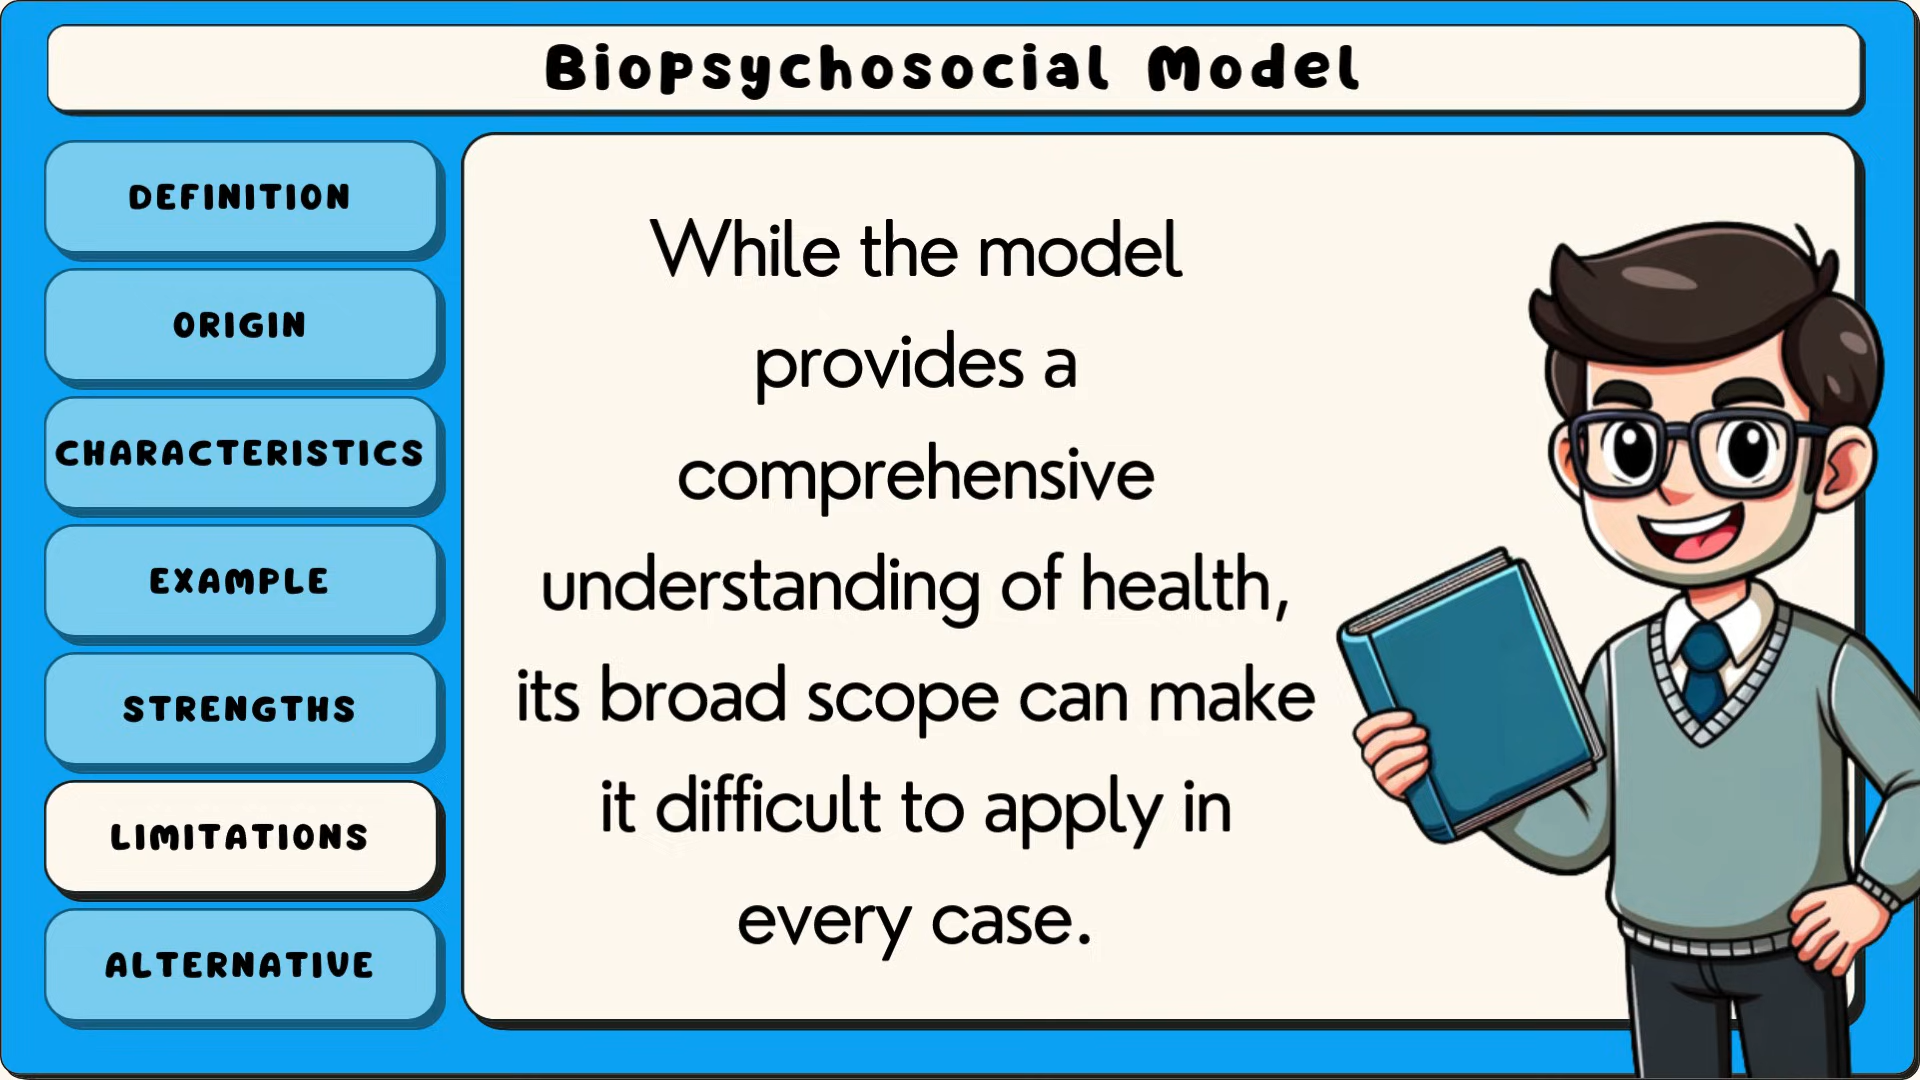 Biopsychosocial Model
DEFINITION
ORIGIN
CHARACTERISTICS
EXAMPLE
STRENGTHS
LIMITATIONS
ALTERNATIVE
While the model
provides a
comprehensive
understanding of health,
its broad scope can make
it difficult to apply in
every case.